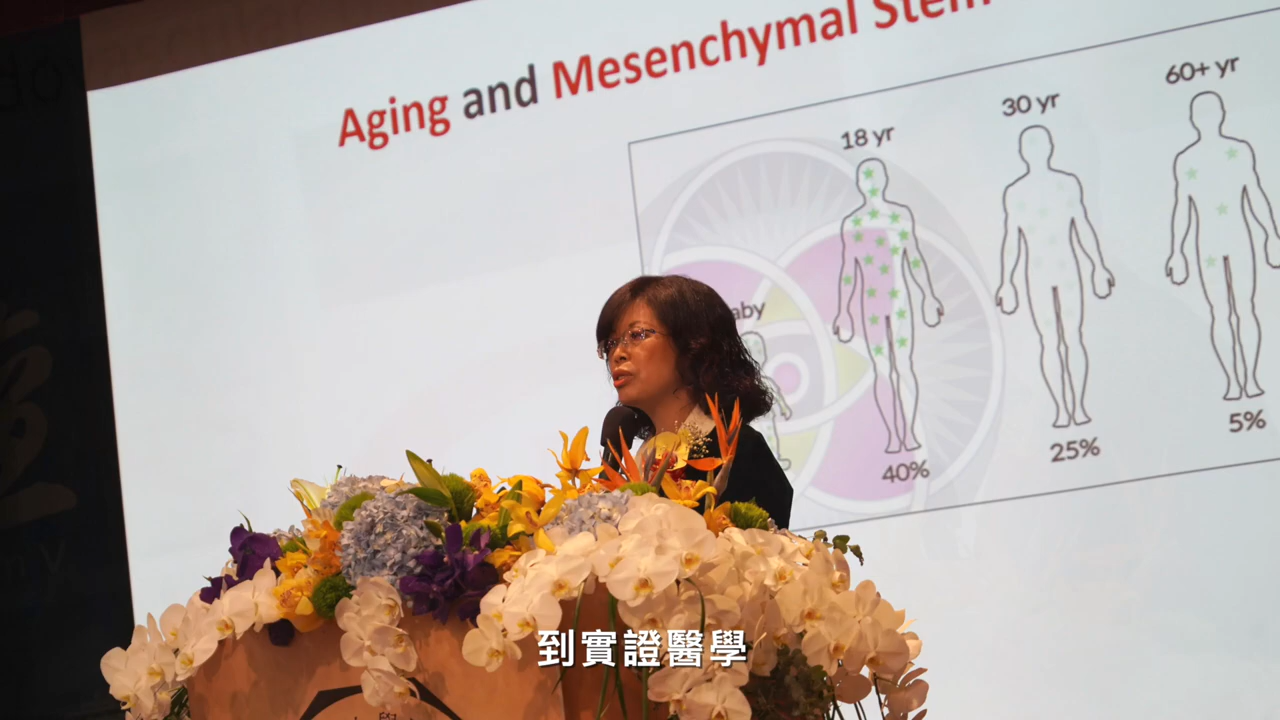 Aging and Mesenchymal Stem
60+ yr
30 yr
18 yr
aby
40%
25%
5%
到實證醫學